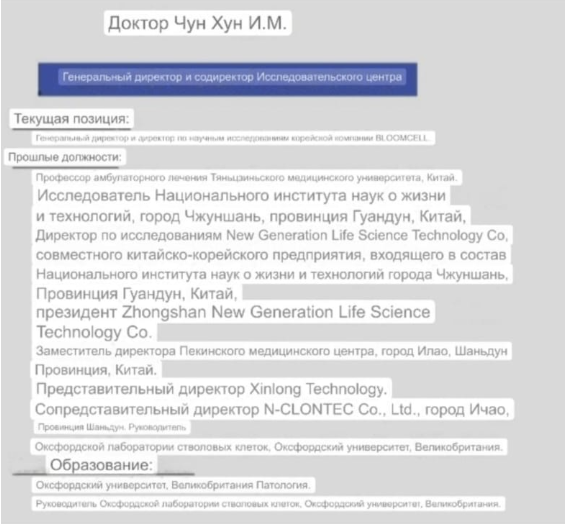 Доктор Чун Хун И.М.
Генеральный директор и содиректор Исследовательского центра
Текущая позиция:
Генеральный директор и директор по научным исследованиям корейской компании BLOOMCELL.
Прошлые должности:
Профессор амбулаторного лечения Тяньцзиньского медицинского университета, Китай.
Исследователь Национального института наук о жизни
и технологий, город Чжуншань, провинция Гуандун, Китай,
Директор по исследованиям New Generation Life Science Technology Co,
совместного китайско-корейского предприятия, входящего в состав
Национального института наук о жизни и технологий города Чжуншань,
Провинция Гуандун, Китай,
президент Zhongshan New Generation Life Science
Technology Co.
Заместитель директора Пекинского медицинского центра, город Илао, Шаньдун
Провинция, Китай.
Представительный директор Xinlong Technology.
Сопредставительный директор N-CLONTEC Co., Ltd., город Ичао,
Провинция Шаньдун. Руководитель
Оксфордской лаборатории стволовых клеток, Оксфордский университет, Великобритания.
Образование:
Оксфордский университет, Великобритания Патология.
Руководитель Оксфордской лаборатории стволовых клеток, Оксфордский университет, Великобритания.